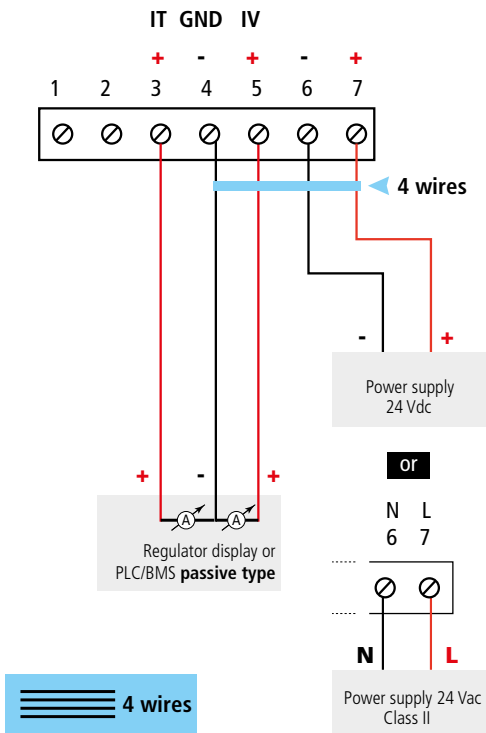 IT GND IV
+ - + - +
1 2 3 4 5 6 7
4 wires
- +
Power supply
24 Vdc
or
+ - +
A A
Regulator display or
PLC/BMS passive type
N L
6 7
N L
Power supply 24 Vac
Class II
4 wires